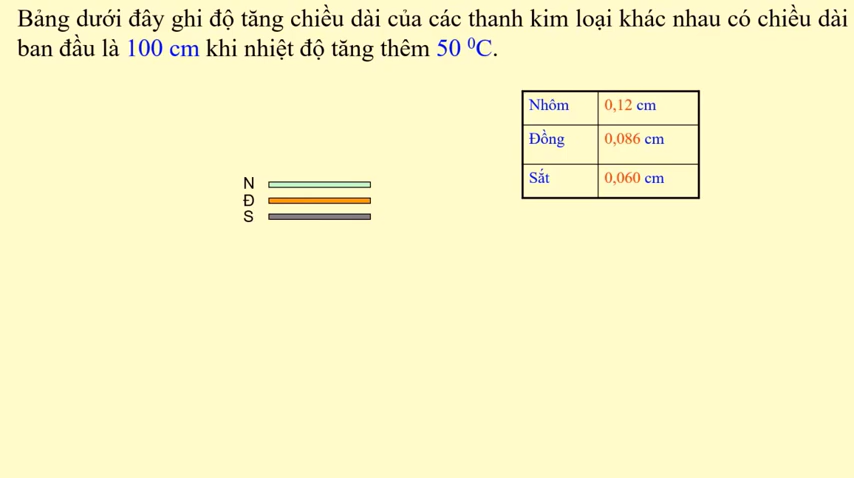 Bảng dưới đây ghi độ tăng chiều dài của các thanh kim loại khác nhau có chiều dài
ban đầu là 100 cm khi nhiệt độ tăng thêm 50 ⁰C.
Nhôm 0,12 cm
Đồng 0,086 cm
Sắt 0,060 cm
N
Đ
S